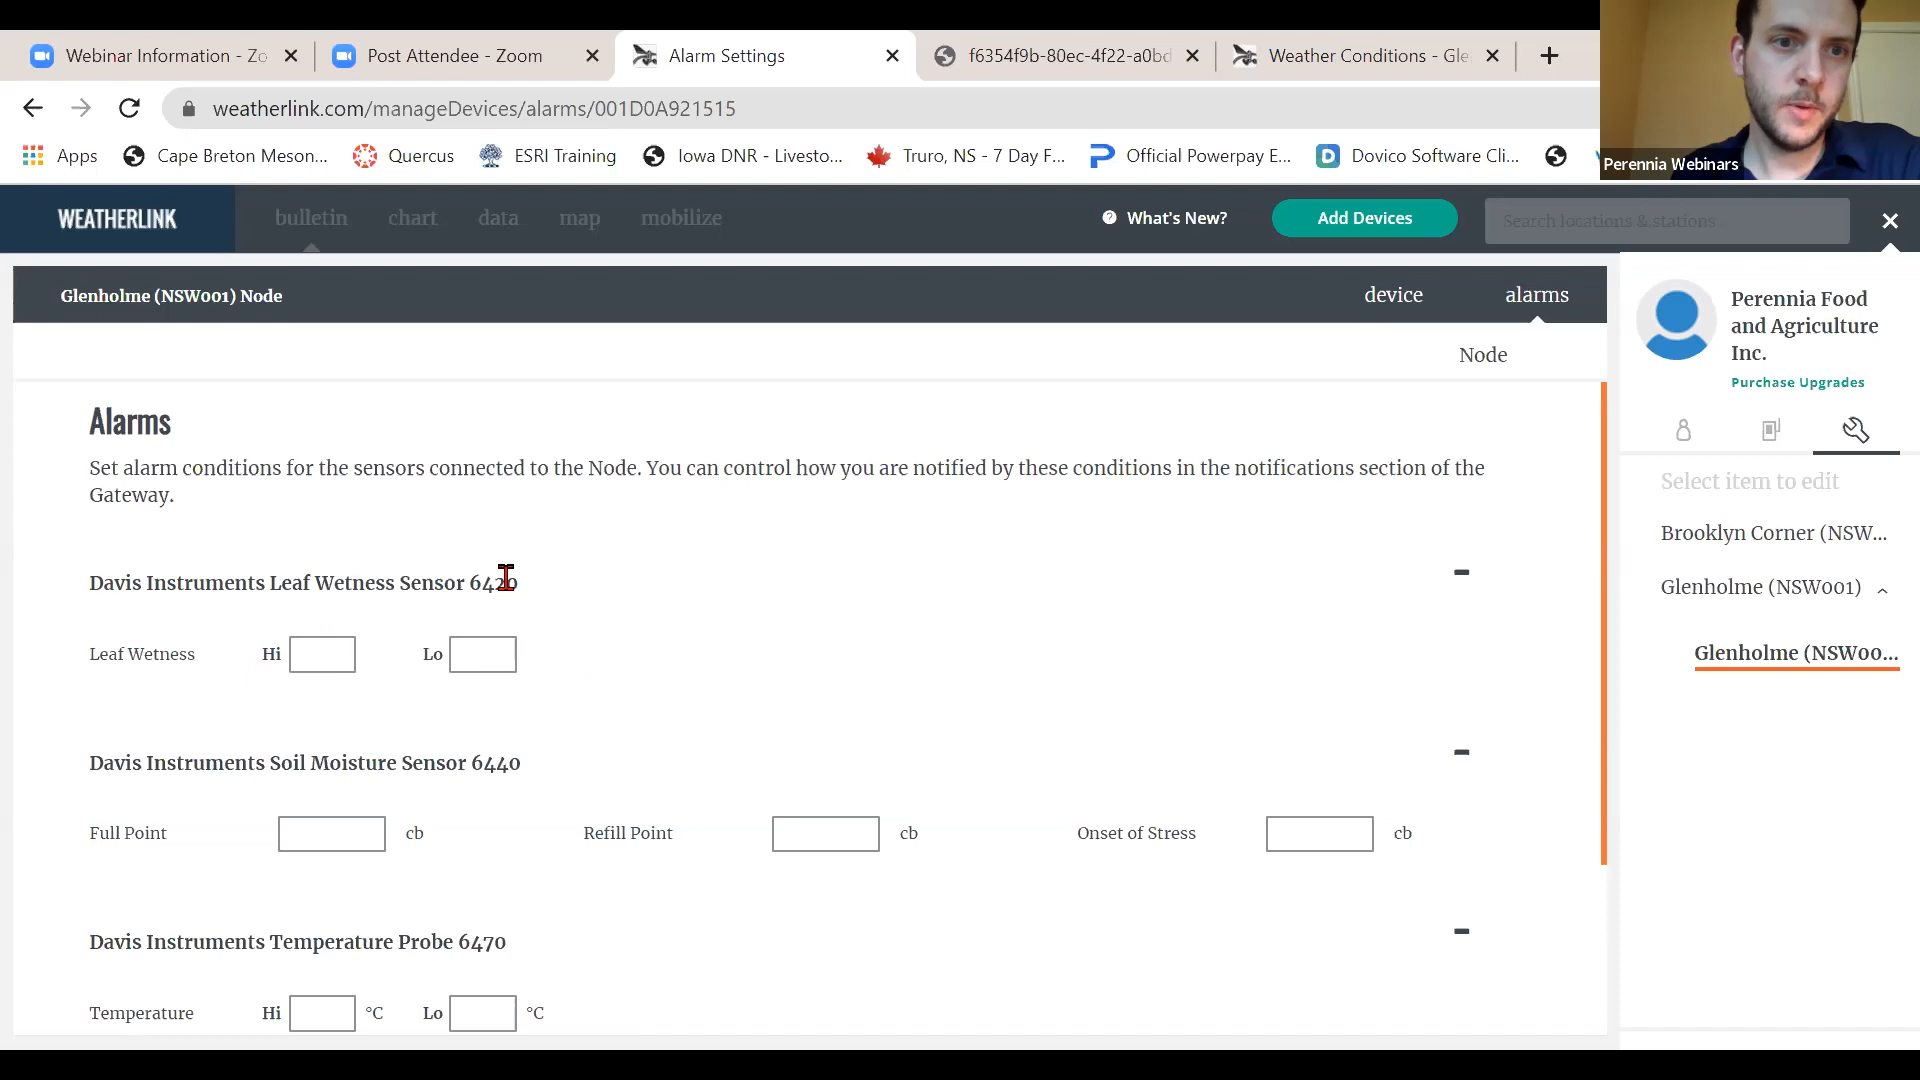 Webinar Information - Zo
Post Attendee - Zoom
Alarm Settings
f6354f9b-80ec-4f22-a0bd
Weather Conditions - Gle
weatherlink.com/manageDevices/alarms/001D0A921515
Apps
Cape Breton Meson...
Quercus
ESRI Training
Iowa DNR - Livesto...
Truro, NS - 7 Day F...
Official Powerpay E...
Dovico Software Cli...
Perennia Webinars
WEATHERLINK
bulletin
chart
data
map
mobilize
What's New?
Add Devices
Search locations & stations
Glenholme (NSW001) Node
device
alarms
Node
Alarms
Set alarm conditions for the sensors connected to the Node. You can control how you are notified by these conditions in the notifications section of the
Gateway.
Davis Instruments Leaf Wetness Sensor 6420
Leaf Wetness Hi Lo
Davis Instruments Soil Moisture Sensor 6440
Full Point cb Refill Point cb Onset of Stress cb
Davis Instruments Temperature Probe 6470
Temperature Hi °C Lo °C
Perennia Food
and Agriculture
Inc.
Purchase Upgrades
Select item to edit
Brooklyn Corner (NSW...
Glenholme (NSW001)
Glenholme (NSW00...